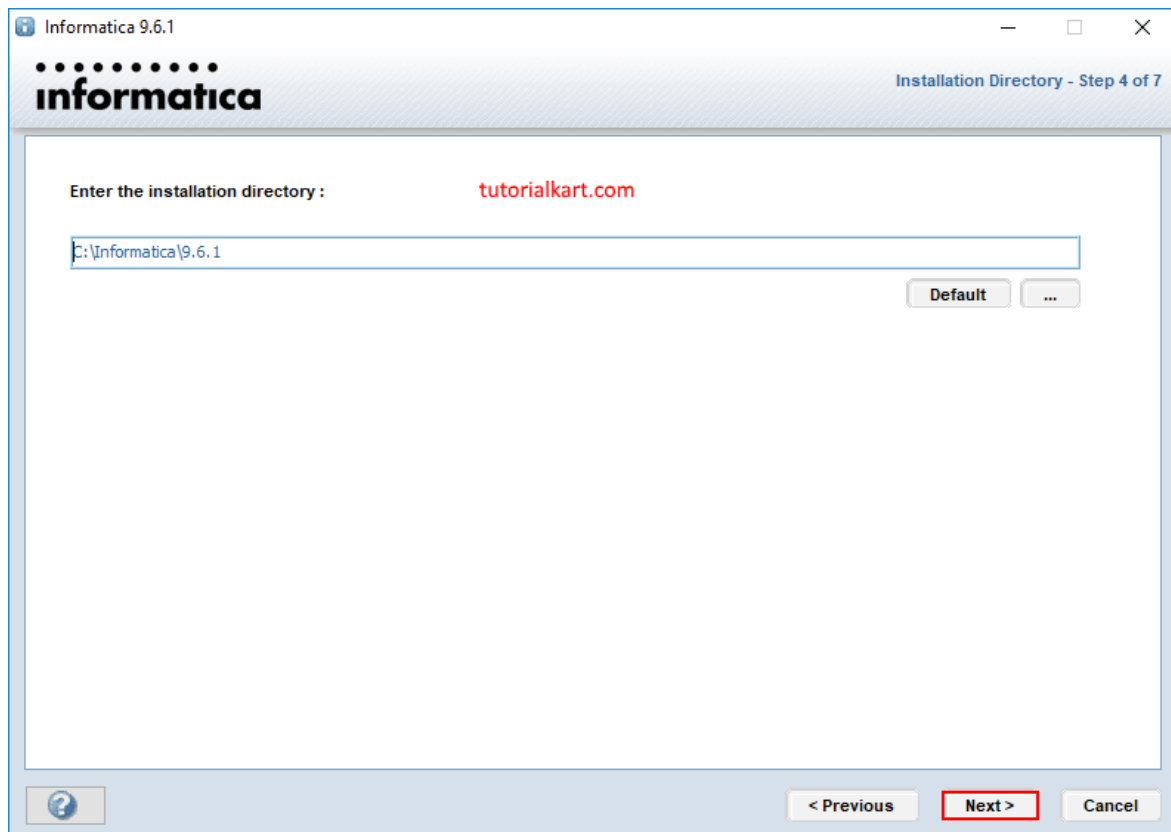 Informatica 9.6.1
informatica
Installation Directory - Step 4 of 7
Enter the installation directory :
tutorialkart.com
C:\Informatica\9.6.1
Default
...
?
< Previous
Next >
Cancel